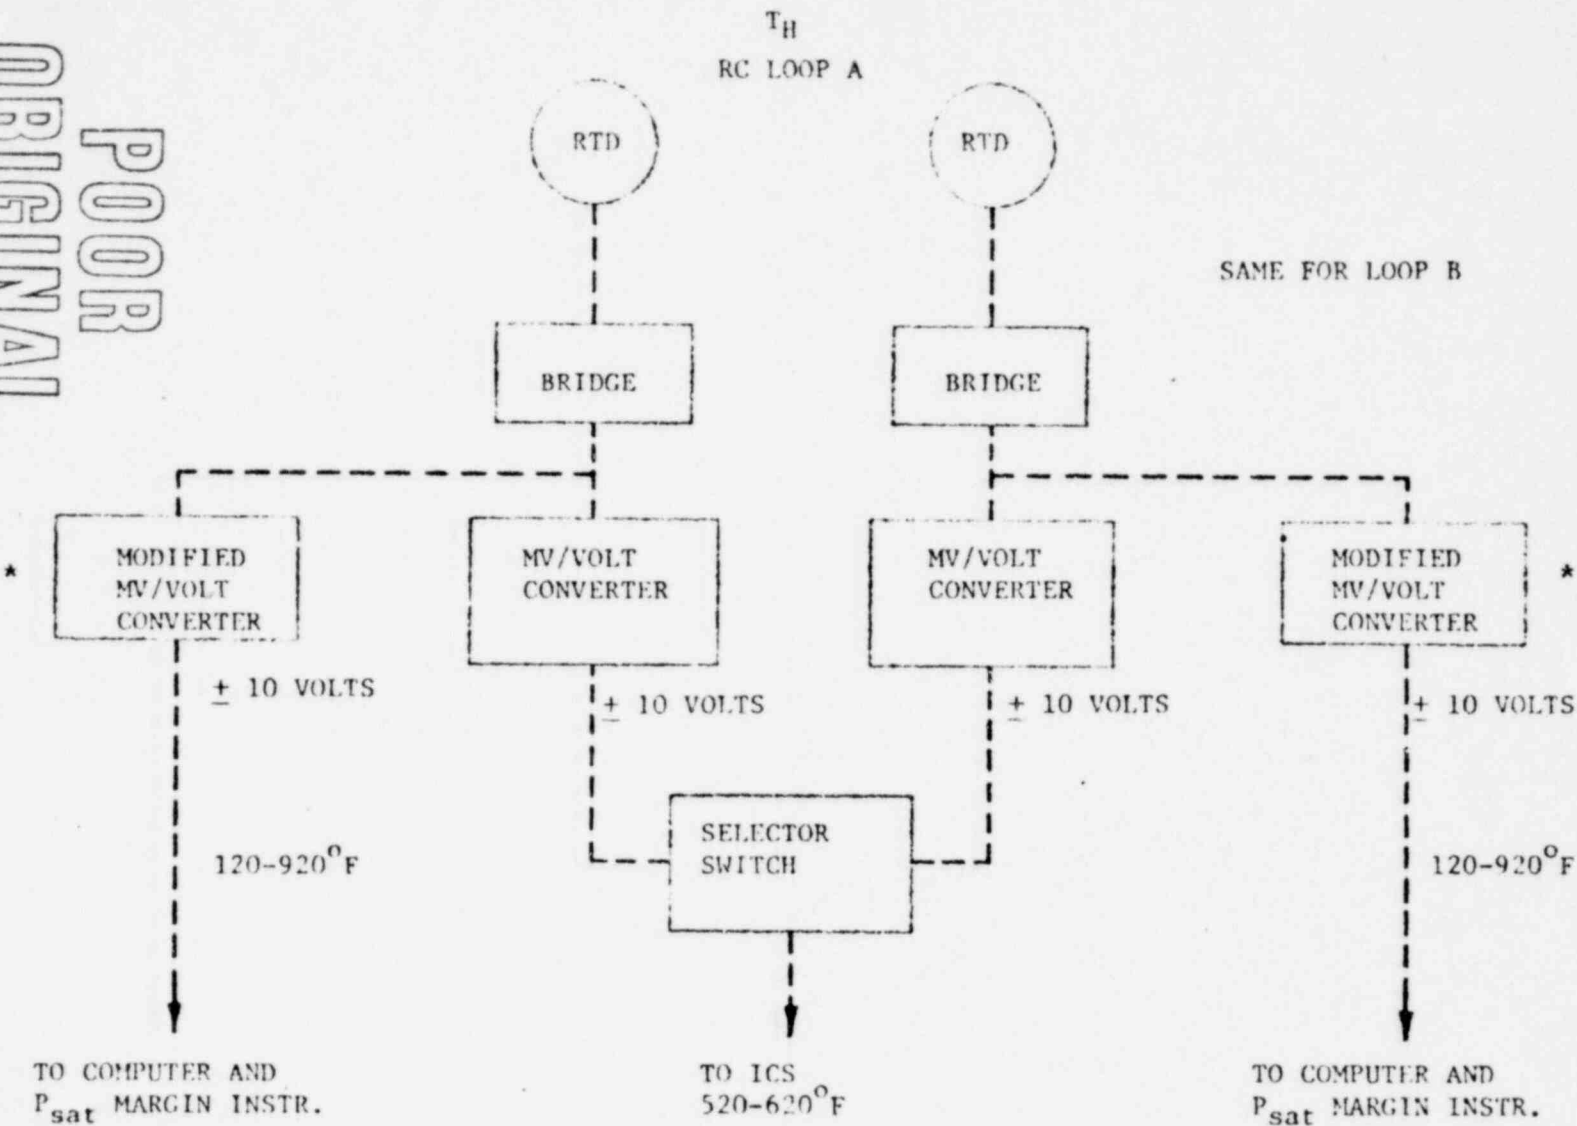 T_H
RC LOOP A
POOR
ORIGINAL
RTD
RTD
SAME FOR LOOP B
BRIDGE
BRIDGE
*
MODIFIED
MV/VOLT
CONVERTER
MV/VOLT
CONVERTER
MV/VOLT
CONVERTER
MODIFIED
MV/VOLT
CONVERTER
*
± 10 VOLTS
± 10 VOLTS
± 10 VOLTS
± 10 VOLTS
SELECTOR
SWITCH
120-920°F
120-920°F
TO COMPUTER AND
P_sat MARGIN INSTR.
TO ICS
520-620°F
TO COMPUTER AND
P_sat MARGIN INSTR.